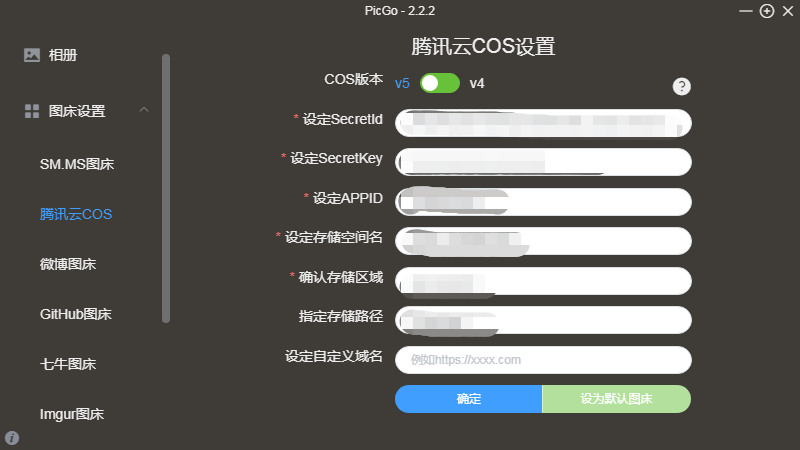 PicGo - 2.2.2
相册
图床设置
SM.MS图床
腾讯云COS
微博图床
GitHub图床
七牛图床
Imgur图床
腾讯云COS设置
COS版本 v5 v4
?
* 设定SecretId
* 设定SecretKey
* 设定APPID
* 设定存储空间名
* 确认存储区域
指定存储路径
设定自定义域名 例如https://xxxx.com
确定 设为默认图床